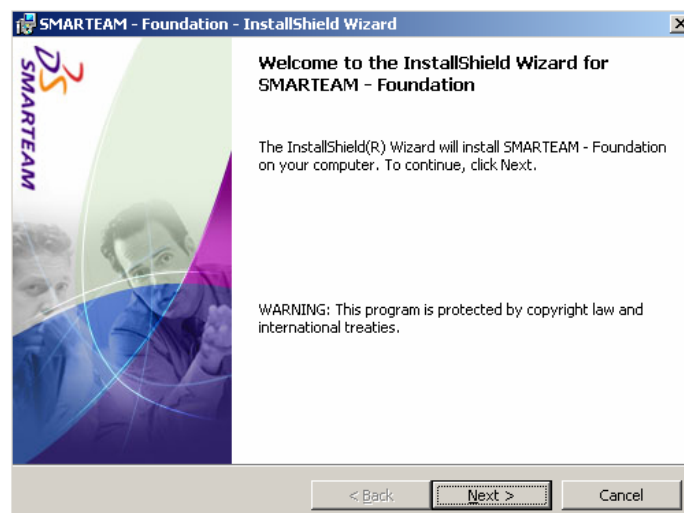 SMARTEAM - Foundation - InstallShield Wizard
SMARTEAM
Welcome to the InstallShield Wizard for
SMARTEAM - Foundation
The InstallShield(R) Wizard will install SMARTEAM - Foundation
on your computer. To continue, click Next.
WARNING: This program is protected by copyright law and
international treaties.
< Back
Next >
Cancel